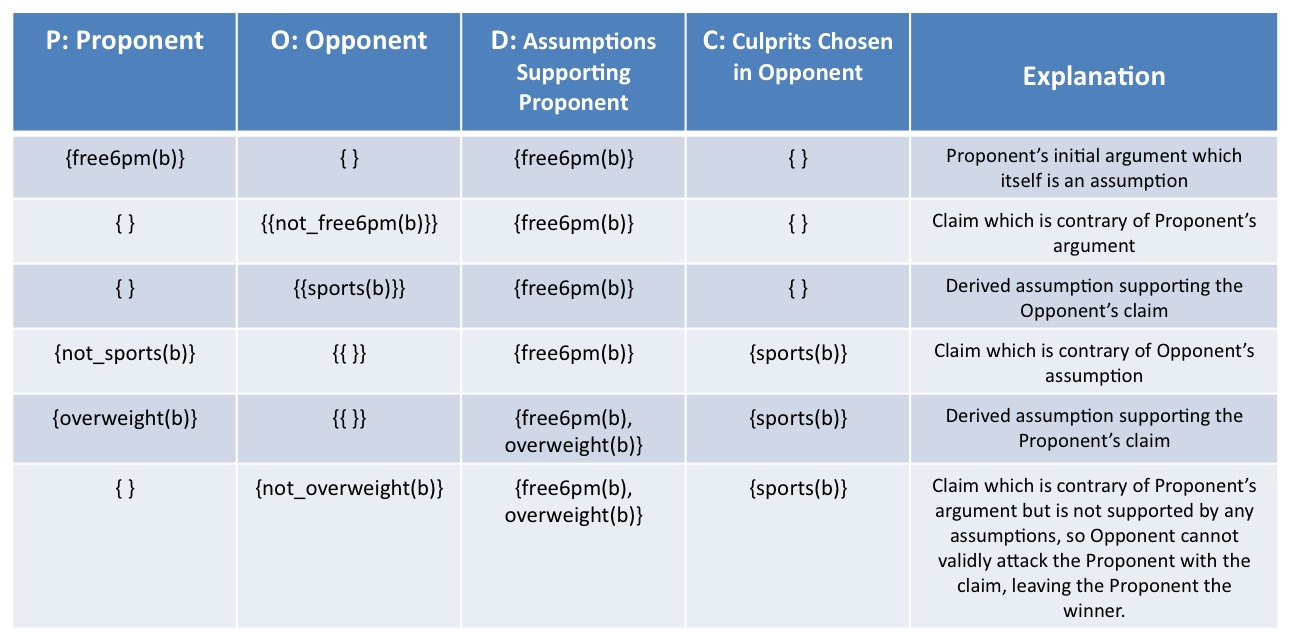 P: Proponent
O: Opponent
D: Assumptions
Supporting
Proponent
C: Culprits Chosen
in Opponent
Explanation
{free6pm(b)}
{ }
{free6pm(b)}
{ }
Proponent’s initial argument which
itself is an assumption
{ }
{{not_free6pm(b)}}
{free6pm(b)}
{ }
Claim which is contrary of Proponent’s
argument
{ }
{{sports(b)}}
{free6pm(b)}
{ }
Derived assumption supporting the
Opponent’s claim
{not_sports(b)}
{{ }}
{free6pm(b)}
{sports(b)}
Claim which is contrary of Opponent’s
assumption
{overweight(b)}
{{ }}
{free6pm(b),
overweight(b)}
{sports(b)}
Derived assumption supporting the
Proponent’s claim
{ }
{not_overweight(b)}
{free6pm(b),
overweight(b)}
{sports(b)}
Claim which is contrary of Proponent’s
argument but is not supported by any
assumptions, so Opponent cannot
validly attack the Proponent with the
claim, leaving the Proponent the
winner.